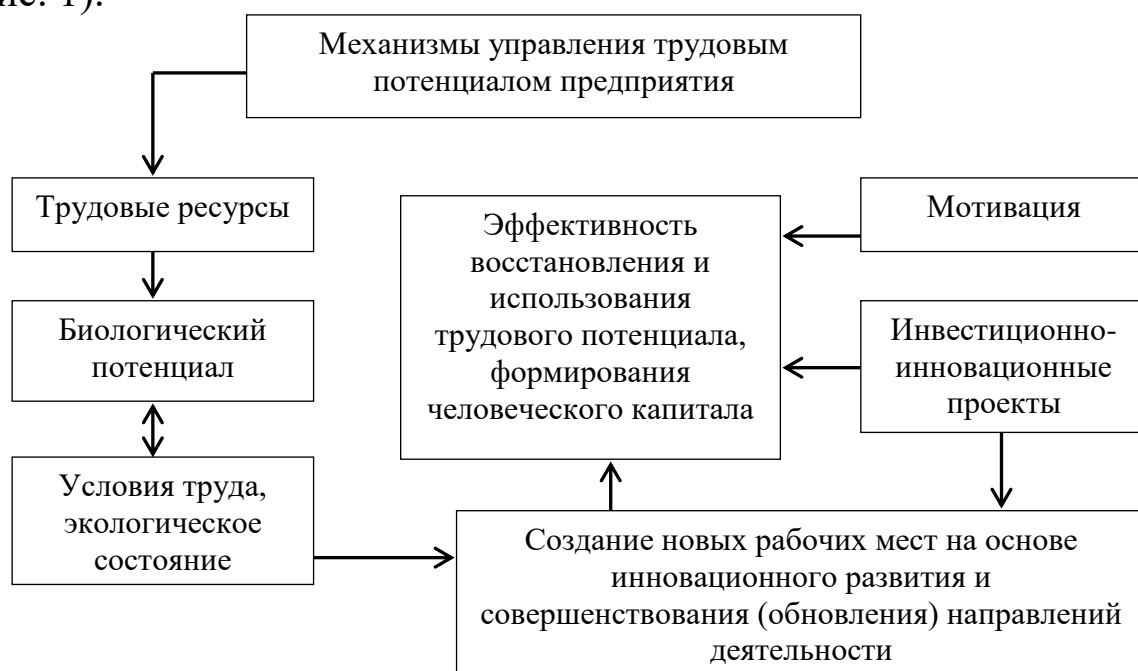 ис. 1).
Механизмы управления трудовым
потенциалом предприятия
Трудовые ресурсы
Эффективность
восстановления и
использования
трудового потенциала,
формирования
человеческого капитала
Мотивация
Биологический
потенциал
Инвестиционно-
инновационные
проекты
Условия труда,
экологическое
состояние
Создание новых рабочих мест на основе
инновационного развития и
совершенствования (обновления) направлений
деятельности